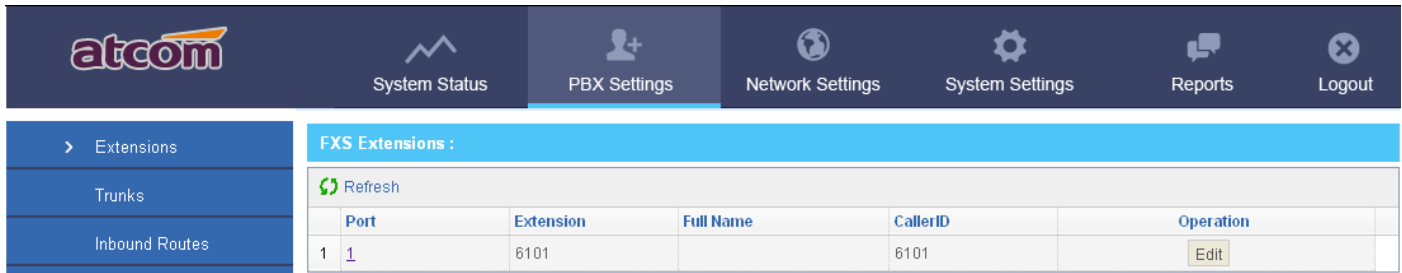 atcom
System Status PBX Settings Network Settings System Settings Reports Logout
Extensions
Trunks
Inbound Routes
FXS Extensions :
Refresh
Port Extension Full Name CallerID Operation
1 1 6101 6101 Edit